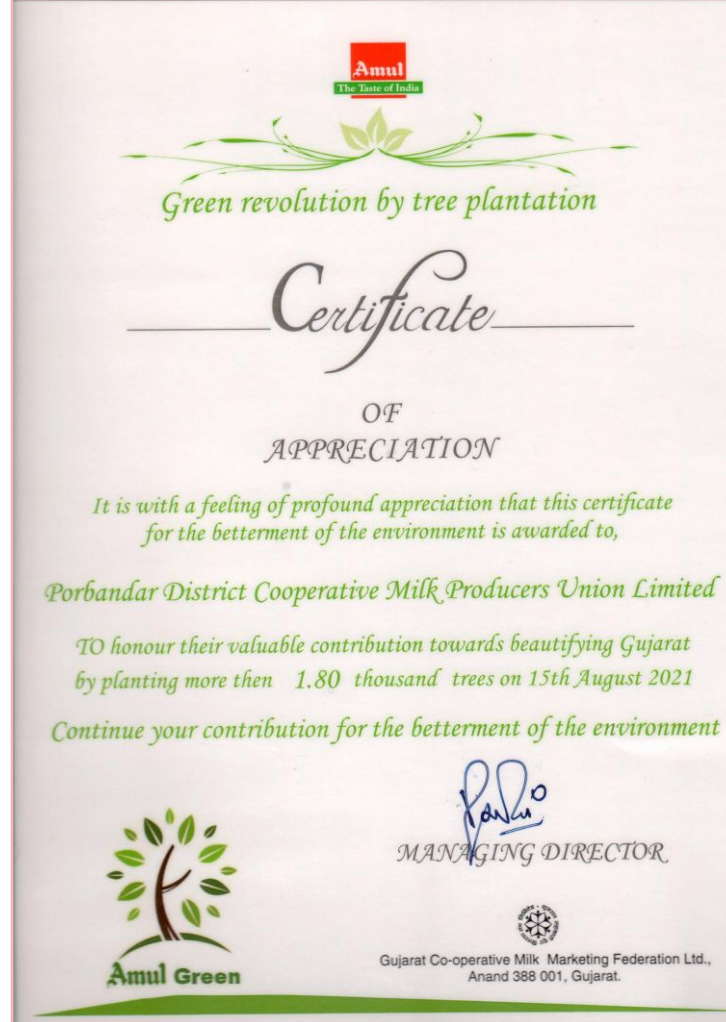 Amul
The Taste of India
Green revolution by tree plantation
Certificate
OF
APPRECIATION
It is with a feeling of profound appreciation that this certificate
for the betterment of the environment is awarded to,
Porbandar District Cooperative Milk Producers Union Limited
TO honour their valuable contribution towards beautifying Gujarat
by planting more then 1.80 thousand trees on 15th August 2021
Continue your contribution for the betterment of the environment
MANAGING DIRECTOR
Amul Green
Gujarat Co-operative Milk Marketing Federation Ltd.,
Anand 388 001, Gujarat.